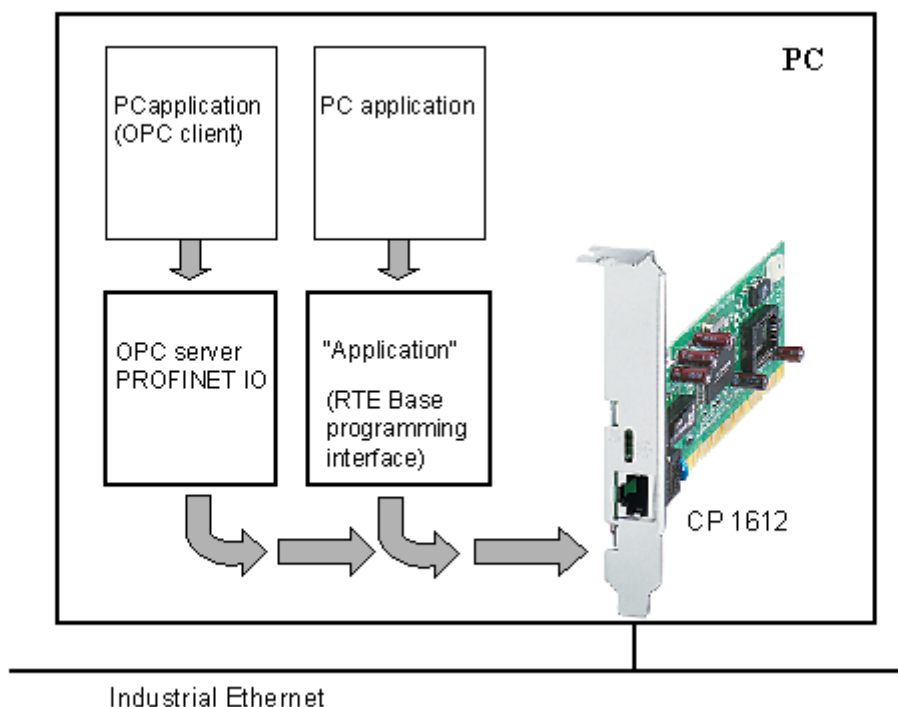 PC
PCapplication
(OPC client)
PC application
OPC server
PROFINET IO
"Application"
(RTE Base
programming
interface)
CP 1612
Industrial Ethernet